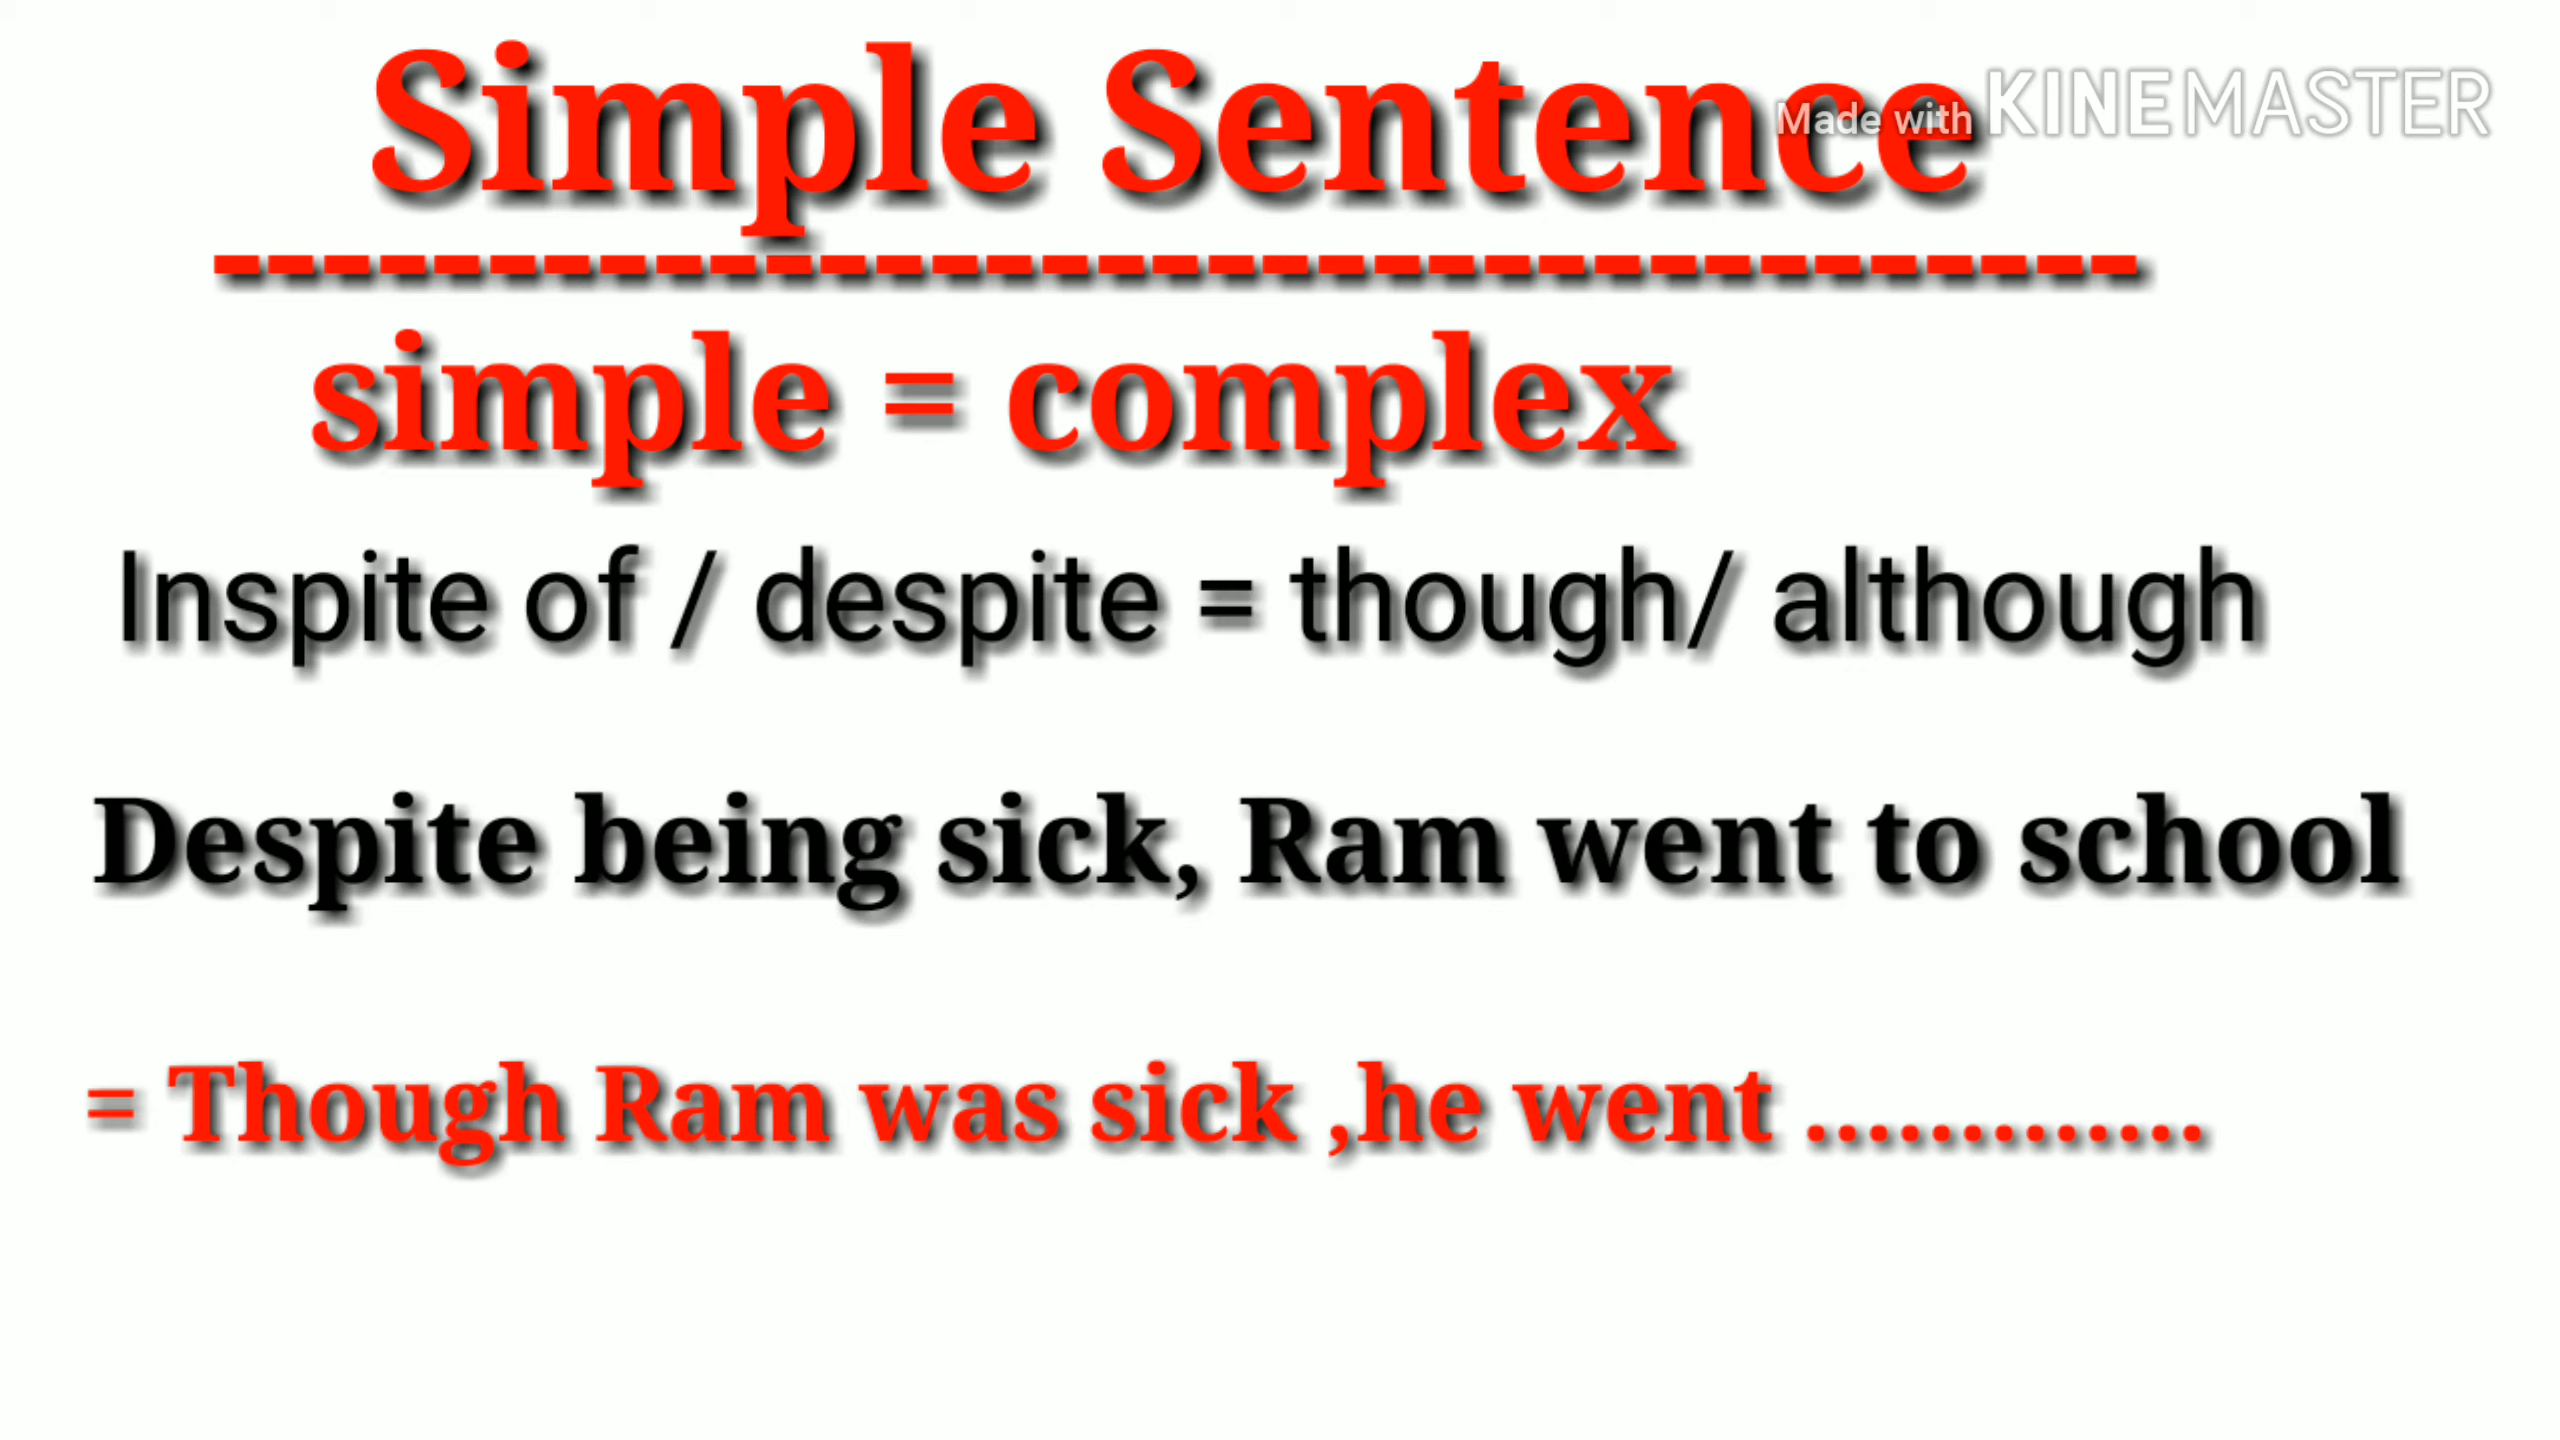 Simple Sentence
Made with KINEMASTER
---------------------------------
simple = complex
Inspite of / despite = though/ although
Despite being sick, Ram went to school
= Though Ram was sick ,he went .............